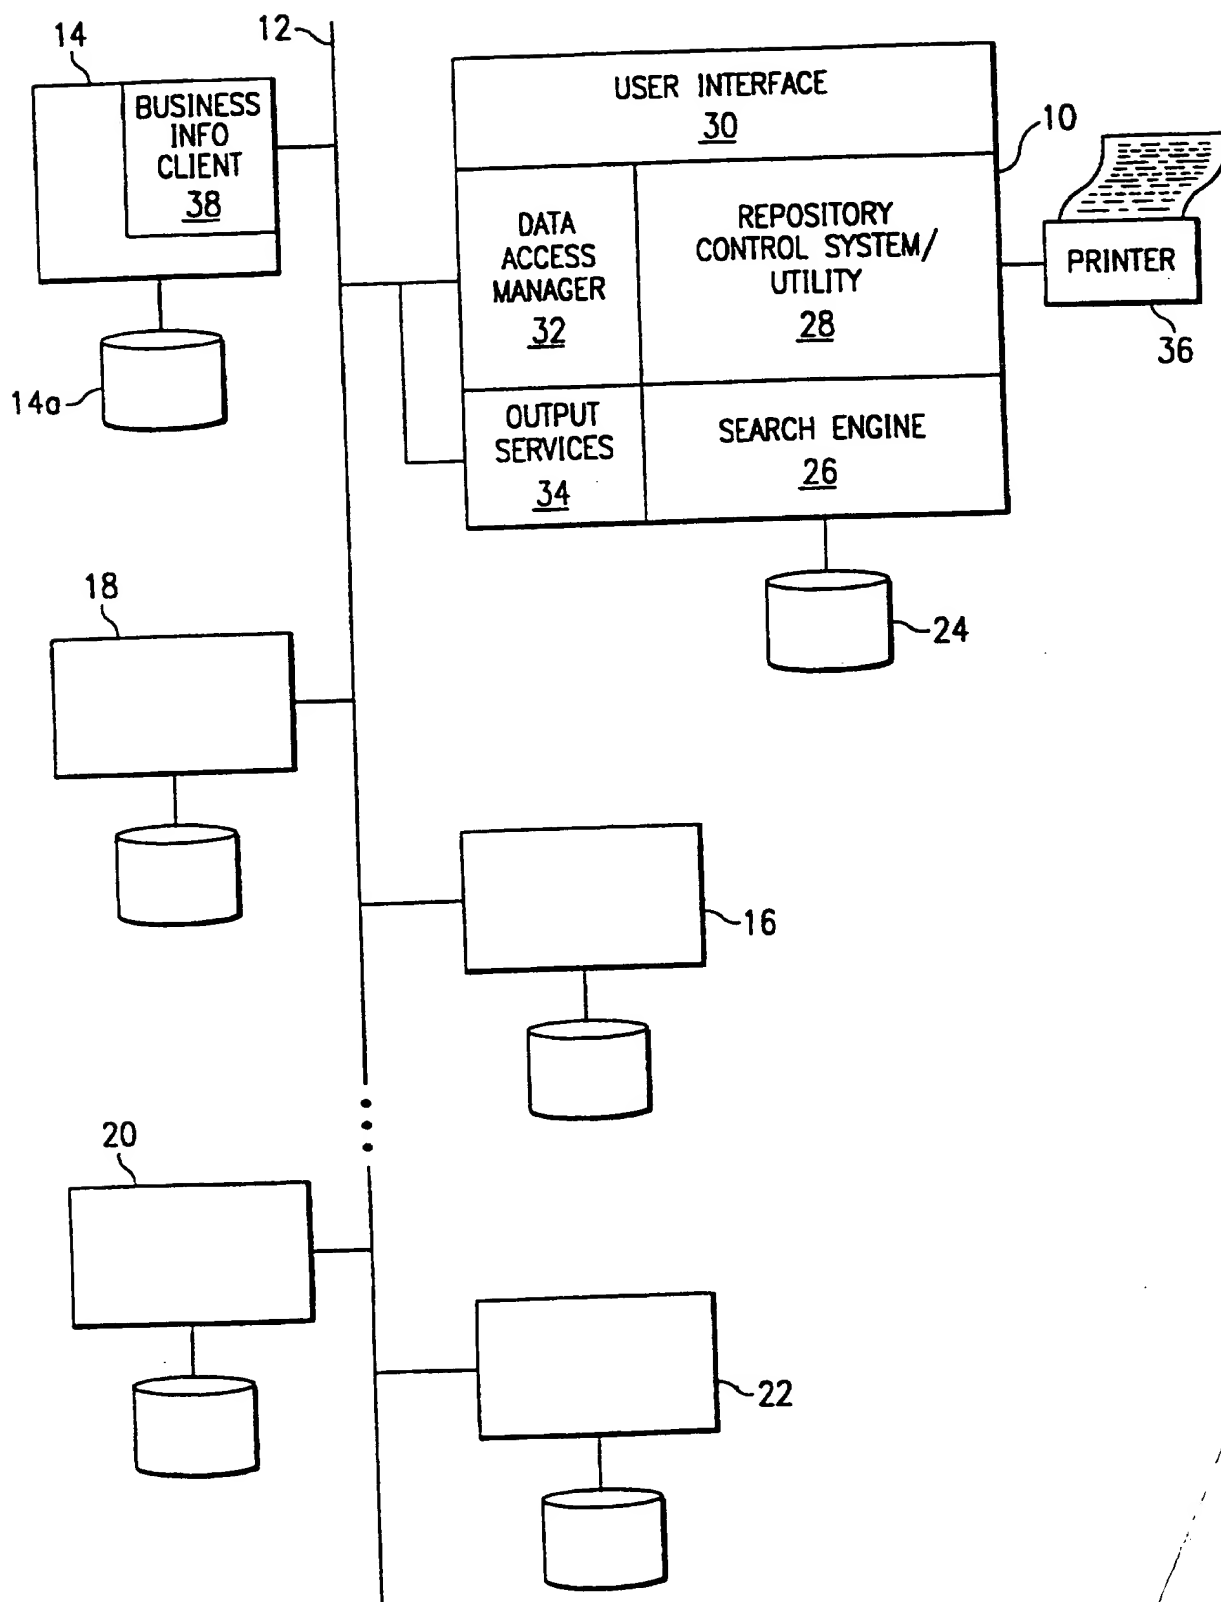 14
12
BUSINESS
INFO
CLIENT
38
14a
USER INTERFACE
30
10
DATA
ACCESS
MANAGER
32
REPOSITORY
CONTROL SYSTEM/
UTILITY
28
PRINTER
36
OUTPUT
SERVICES
34
SEARCH ENGINE
26
24
18
16
20
22